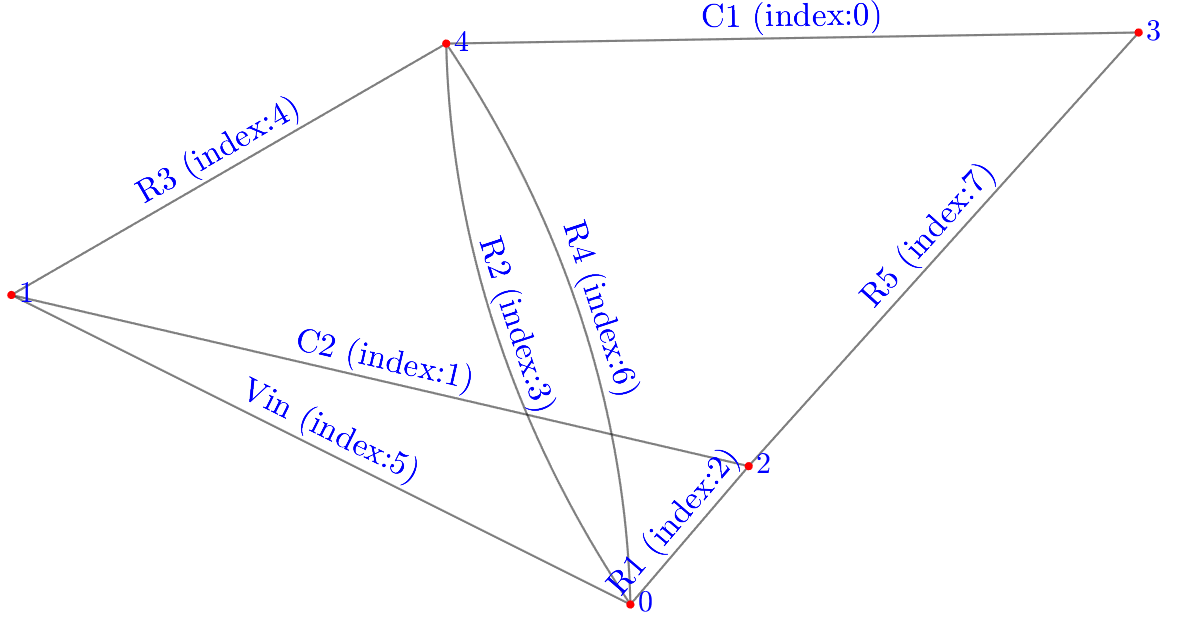 C1 (index:0)
3
4
R3 (index:4)
R5 (index:7)
R4 (index:6)
R2 (index:3)
1
C2 (index:1)
Vin (index:5)
2
R1 (index:2)
0